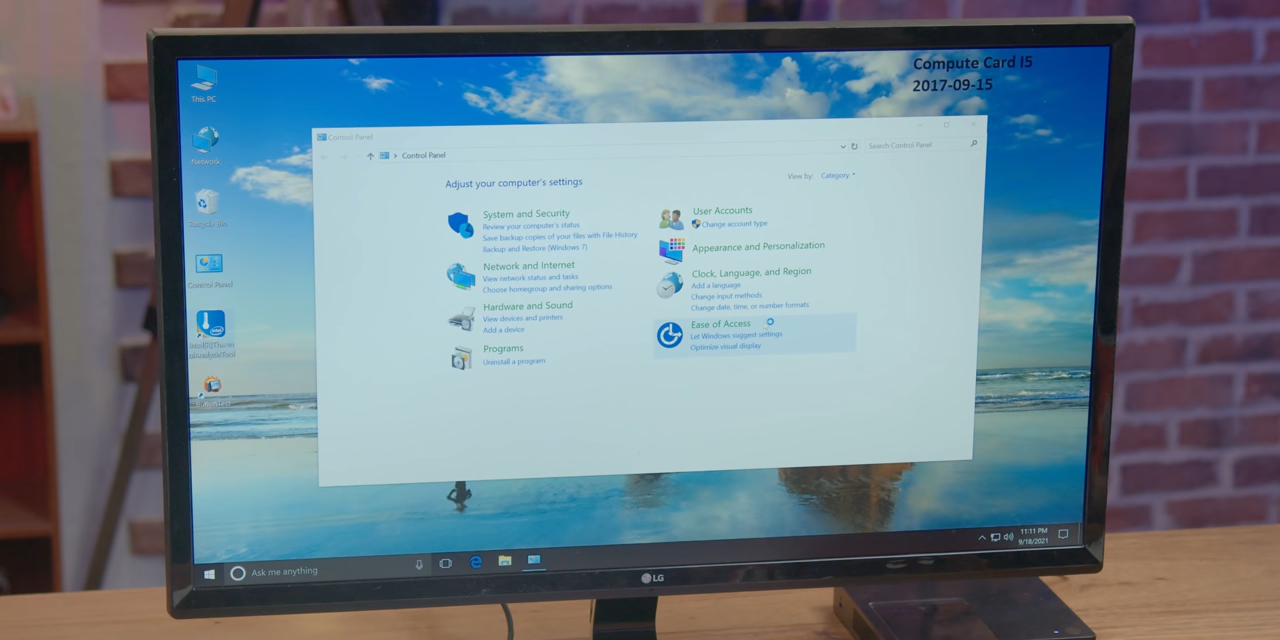 Compute Card I5
2017-09-15
This PC
Network
Recycle Bin
Control Panel
Control Panel
Control Panel
Search Control Panel
Adjust your computer's settings
View by: Category
System and Security
Review your computer's status
Save backup copies of your files with File History
Backup and Restore (Windows 7)
Network and Internet
View network status and tasks
Choose homegroup and sharing options
Hardware and Sound
View devices and printers
Add a device
Programs
Uninstall a program
User Accounts
Change account type
Appearance and Personalization
Clock, Language, and Region
Add a language
Change input methods
Change date, time, or number formats
Ease of Access
Let Windows suggest settings
Optimize visual display
Ask me anything
11:11 PM
9/18/2021
LG